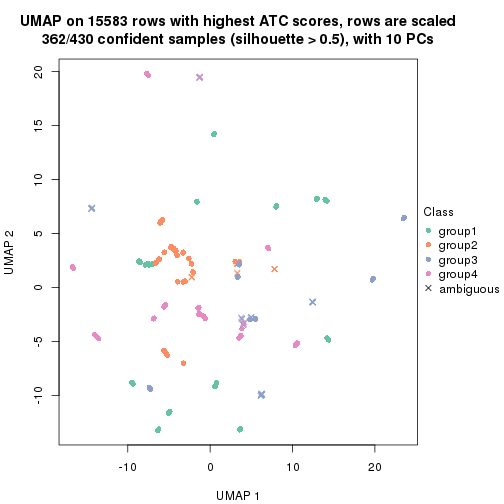 UMAP on 15583 rows with highest ATC scores, rows are scaled
362/430 confident samples (silhouette > 0.5), with 10 PCs
20
15
10
5
0
-5
-10
UMAP 2
-10
0
10
20
UMAP 1
Class
group1
group2
group3
group4
ambiguous